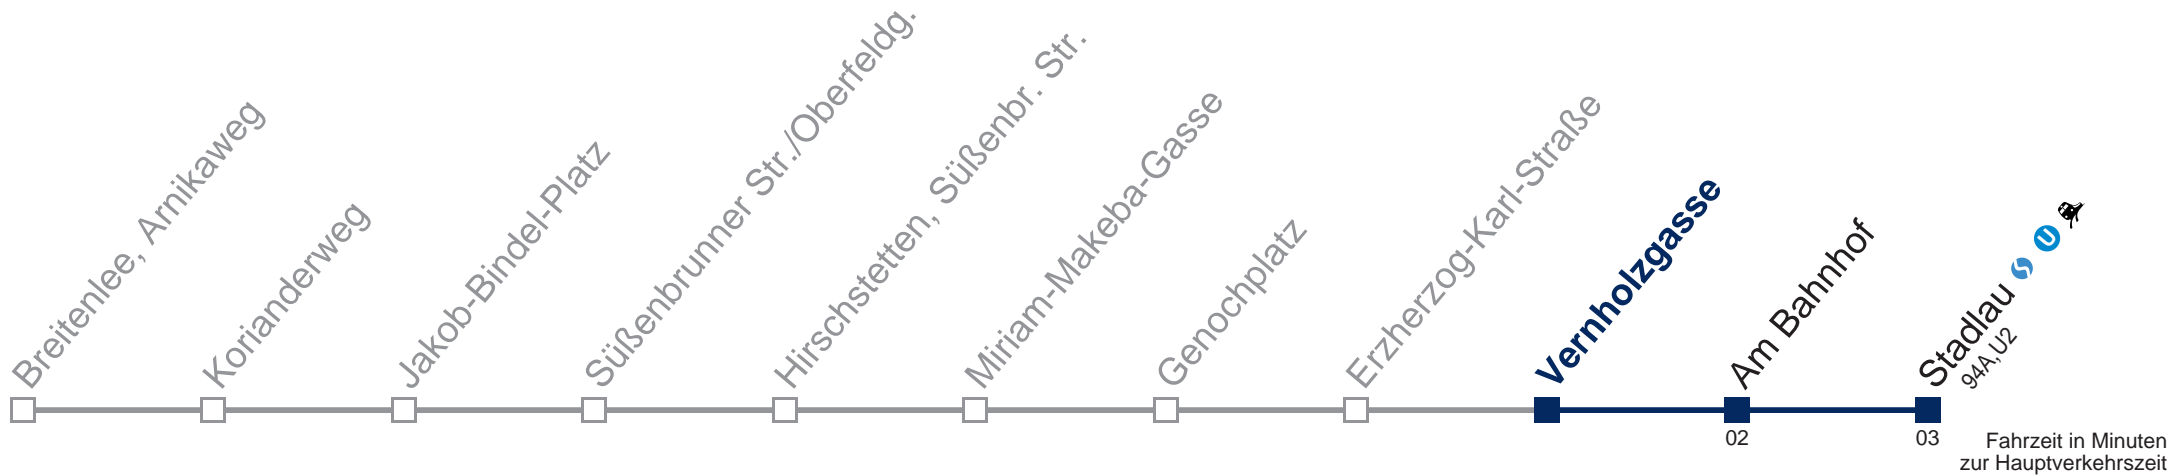 Breitenlee, Arnikaweg
Korianderweg
Jakob-Bindel-Platz
Süßenbrunner Str./Oberfeldg.
Hirschstetten, Süßenbr. Str.
Miriam-Makeba-Gasse
Genochplatz
Erzherzog-Karl-Straße
Vernholzgasse
Am Bahnhof
Stadlau S U
94A, U2
02
03
Fahrzeit in Minuten
zur Hauptverkehrszeit